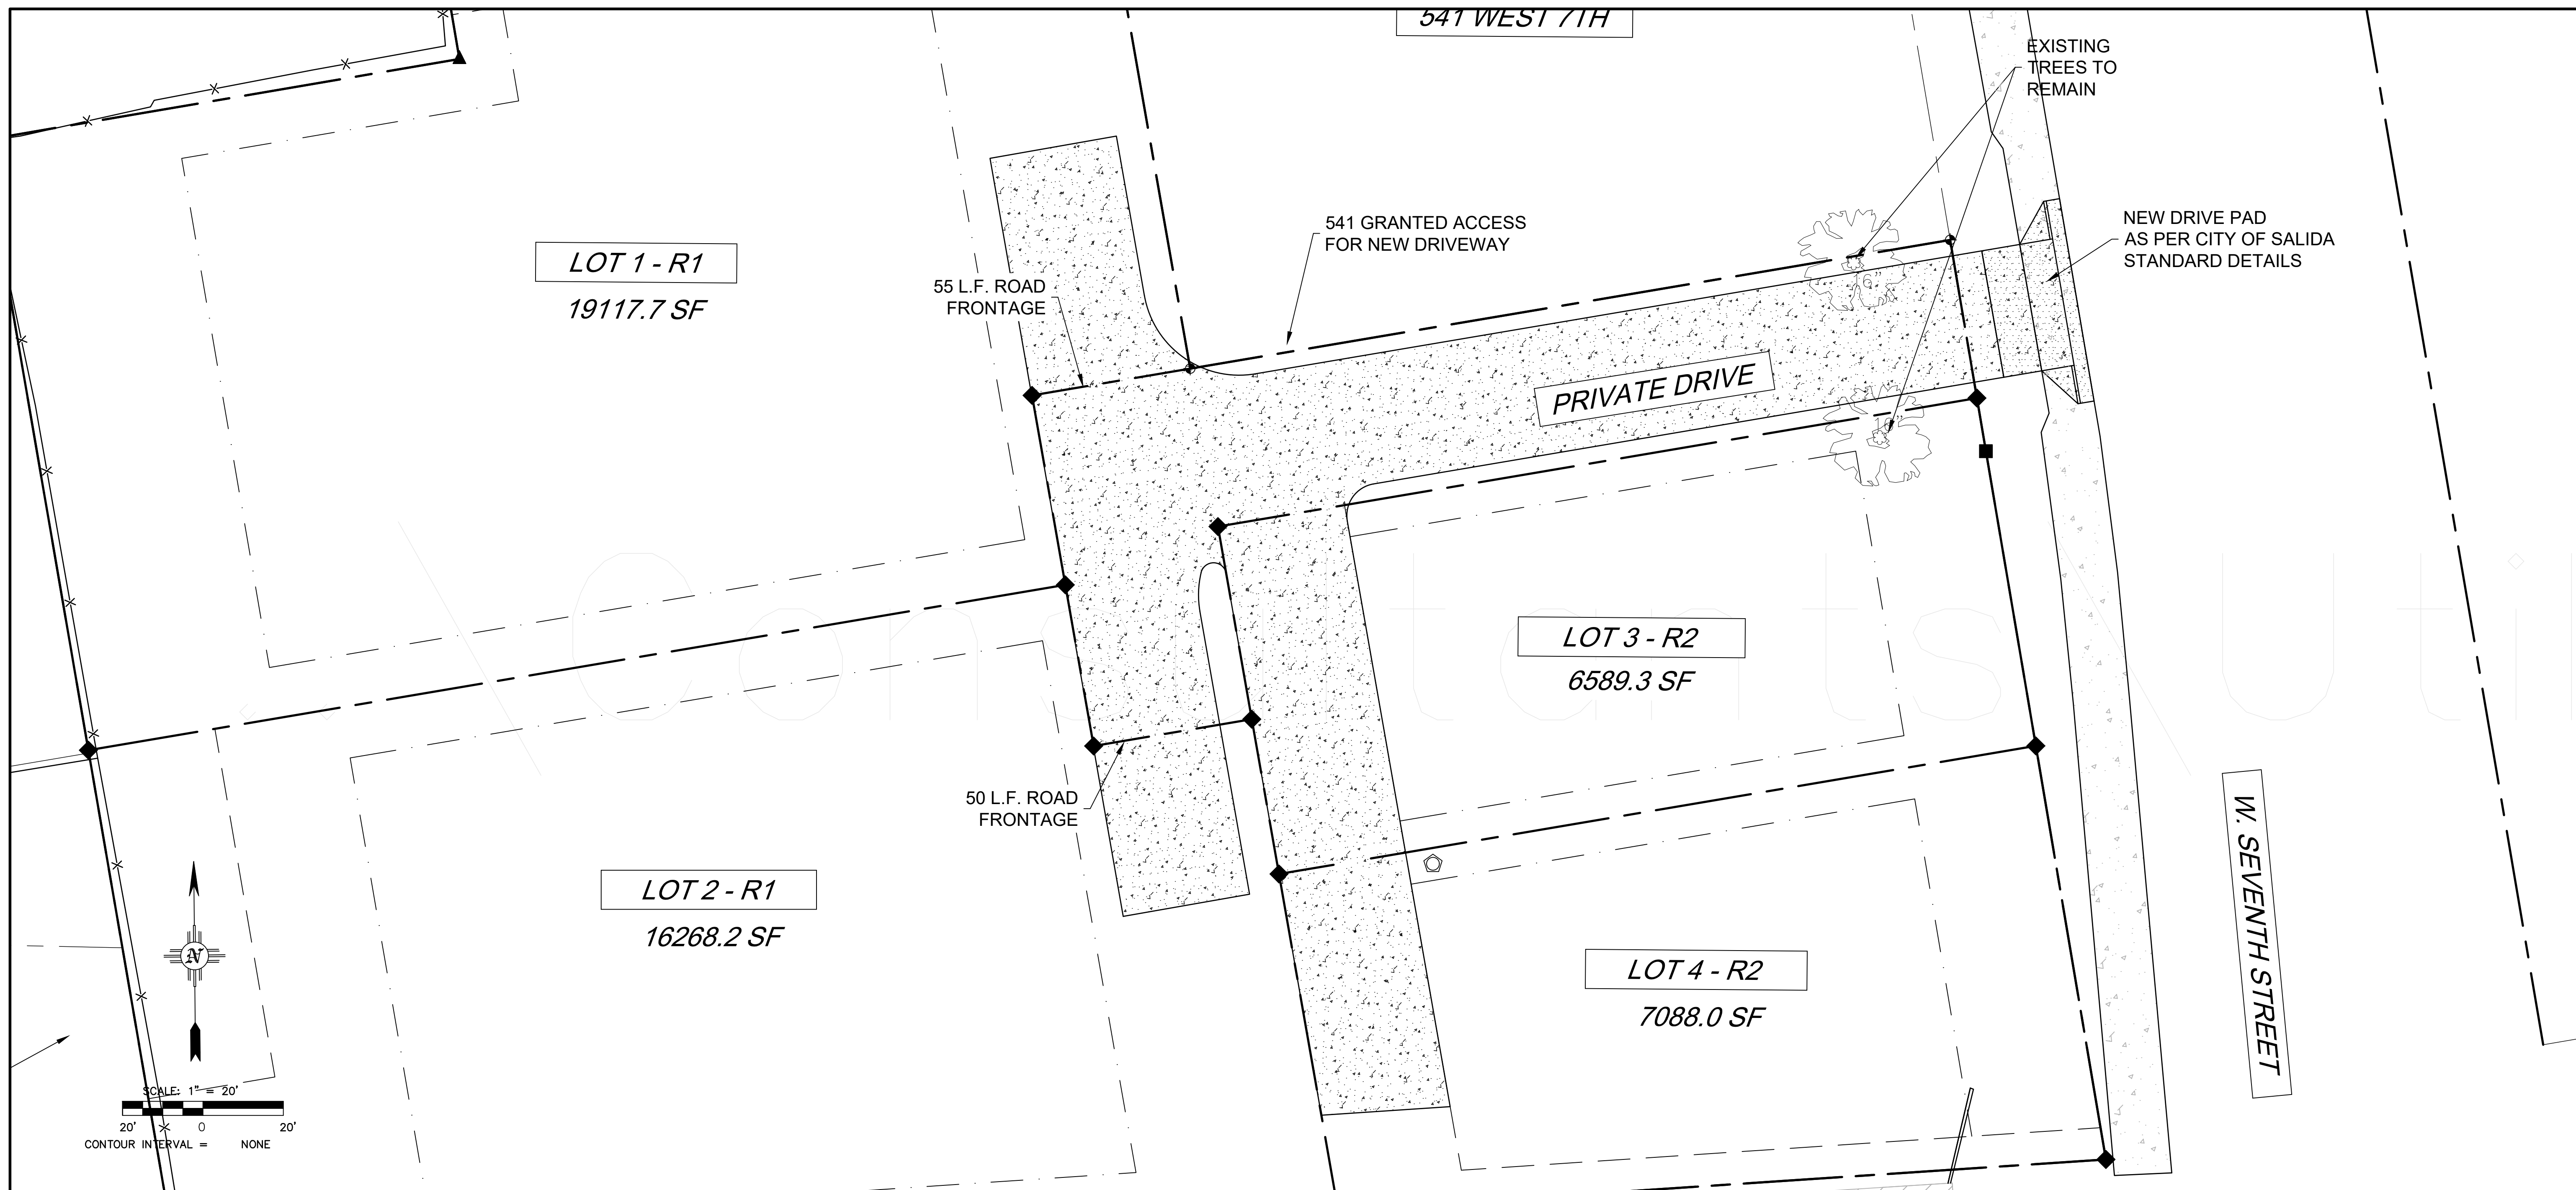 541 WEST 7TH
EXISTING
TREES TO
REMAIN
541 GRANTED ACCESS
FOR NEW DRIVEWAY
NEW DRIVE PAD
AS PER CITY OF SALIDA
STANDARD DETAILS
LOT 1 - R1
19117.7 SF
55 L.F. ROAD
FRONTAGE
PRIVATE DRIVE
LOT 3 - R2
6589.3 SF
50 L.F. ROAD
FRONTAGE
LOT 2 - R1
16268.2 SF
LOT 4 - R2
7088.0 SF
W. SEVENTH STREET
N
SCALE: 1" = 20'
20' 0 20'
CONTOUR INTERVAL = NONE